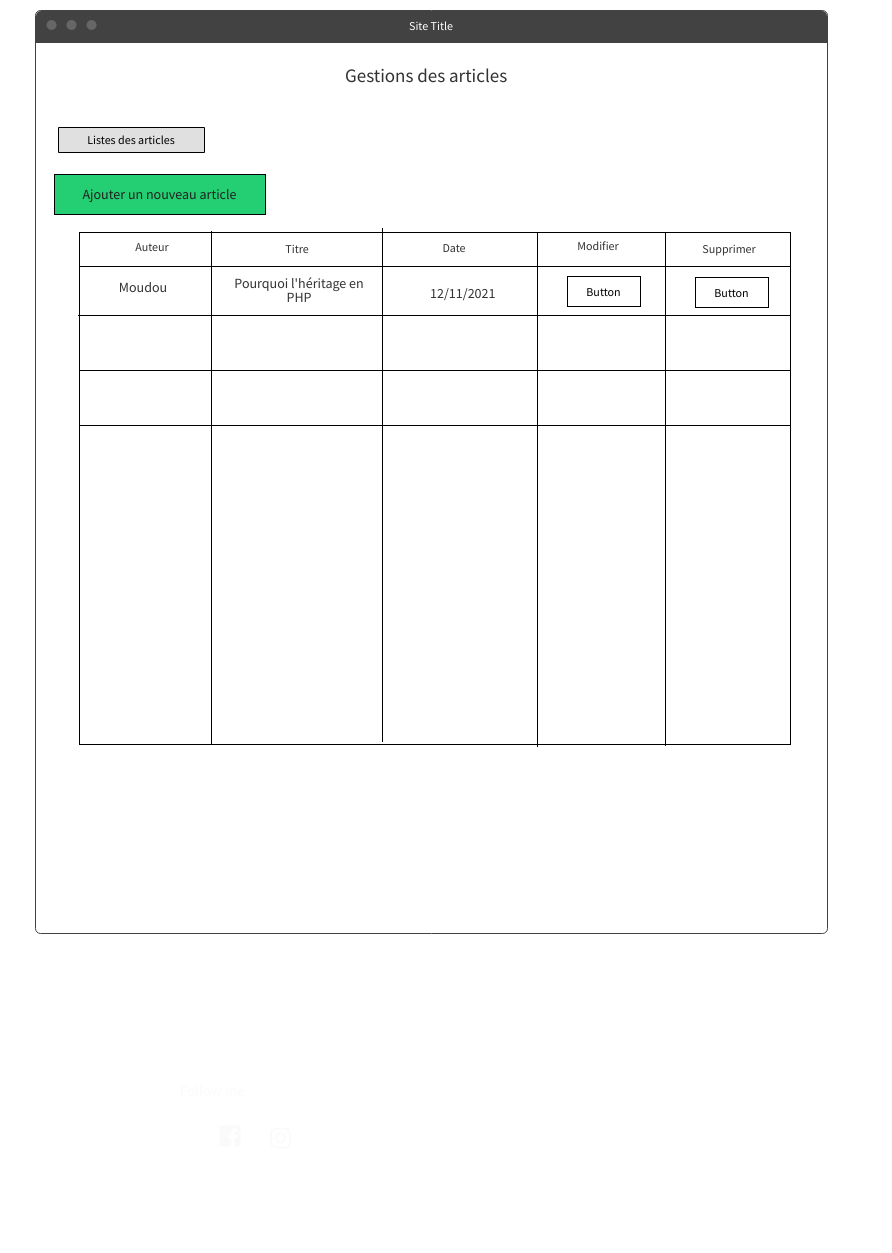 Site Title
Gestions des articles
Listes des articles
Ajouter un nouveau article
Auteur
Titre
Date
Modifier
Supprimer
Moudou
Pourquoi l'héritage en
PHP
12/11/2021
Button
Button
Follow me